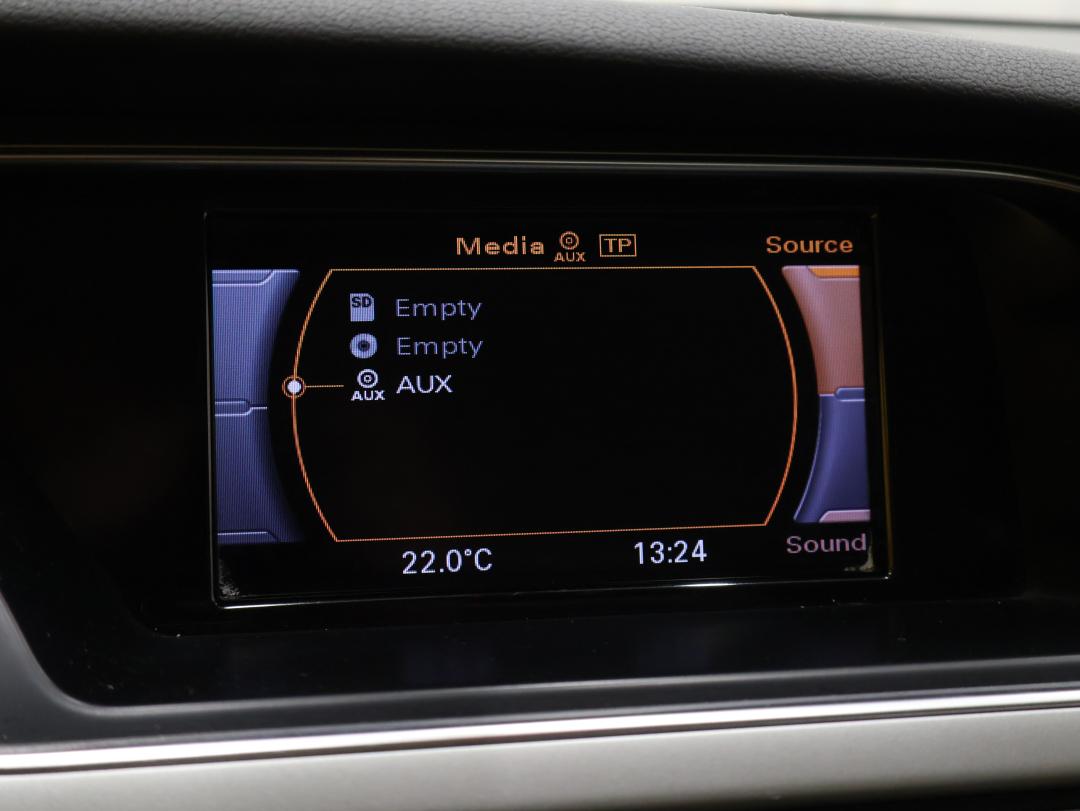 Media AUX TP Source
SD Empty
Empty
AUX AUX
22.0°C 13:24 Sound